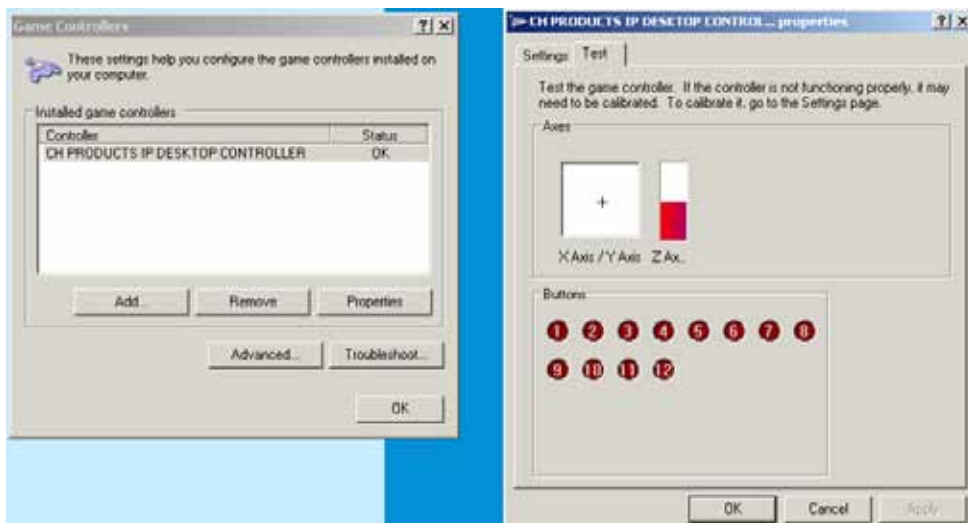 Game Controllers
These settings help you configure the game controllers installed on
your computer.
Installed game controllers
Controller Status
CH PRODUCTS IP DESKTOP CONTROLLER OK
Add... Remove Properties
Advanced... Troubleshoot...
OK
CH PRODUCTS IP DESKTOP CONTROL... properties
Settings Test
Test the game controller. If the controller is not functioning properly, it may
need to be calibrated. To calibrate it, go to the Settings page.
Axes
X Axis / Y Axis Z Ax...
Buttons
1 2 3 4 5 6 7 8
9 10 11 12
OK Cancel Apply